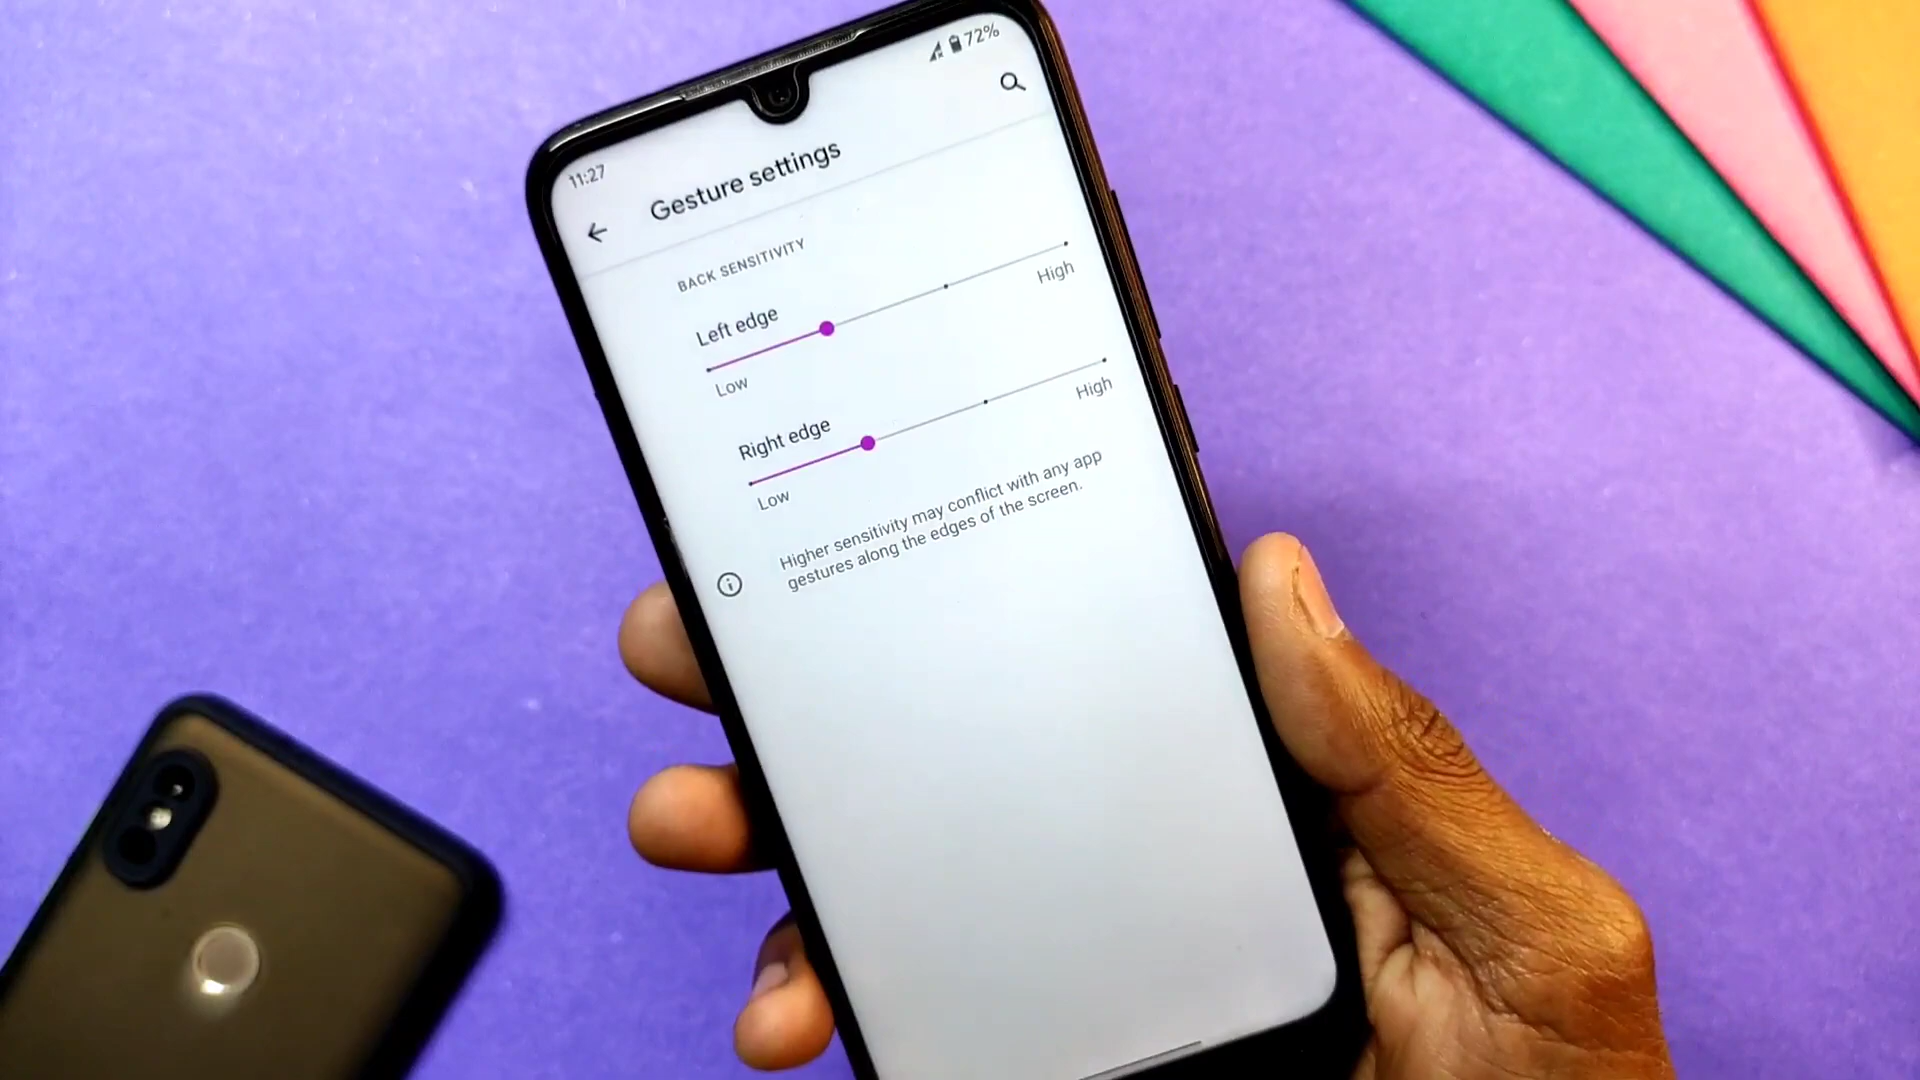 72%
11:27
Gesture settings
BACK SENSITIVITY
Left edge
Low
High
Right edge
Low
High
Higher sensitivity may conflict with any app
gestures along the edges of the screen.